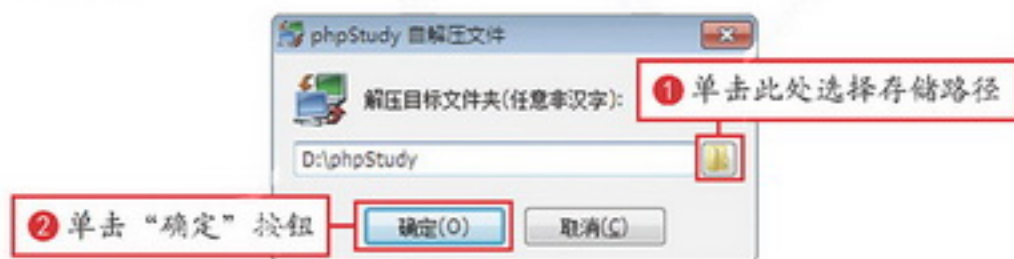 phpStudy 自解压文件
解压目标文件夹(任意非汉字):
❶ 单击此处选择存储路径
D:\phpStudy
❷ 单击“确定”按钮
确定(O)
取消(C)